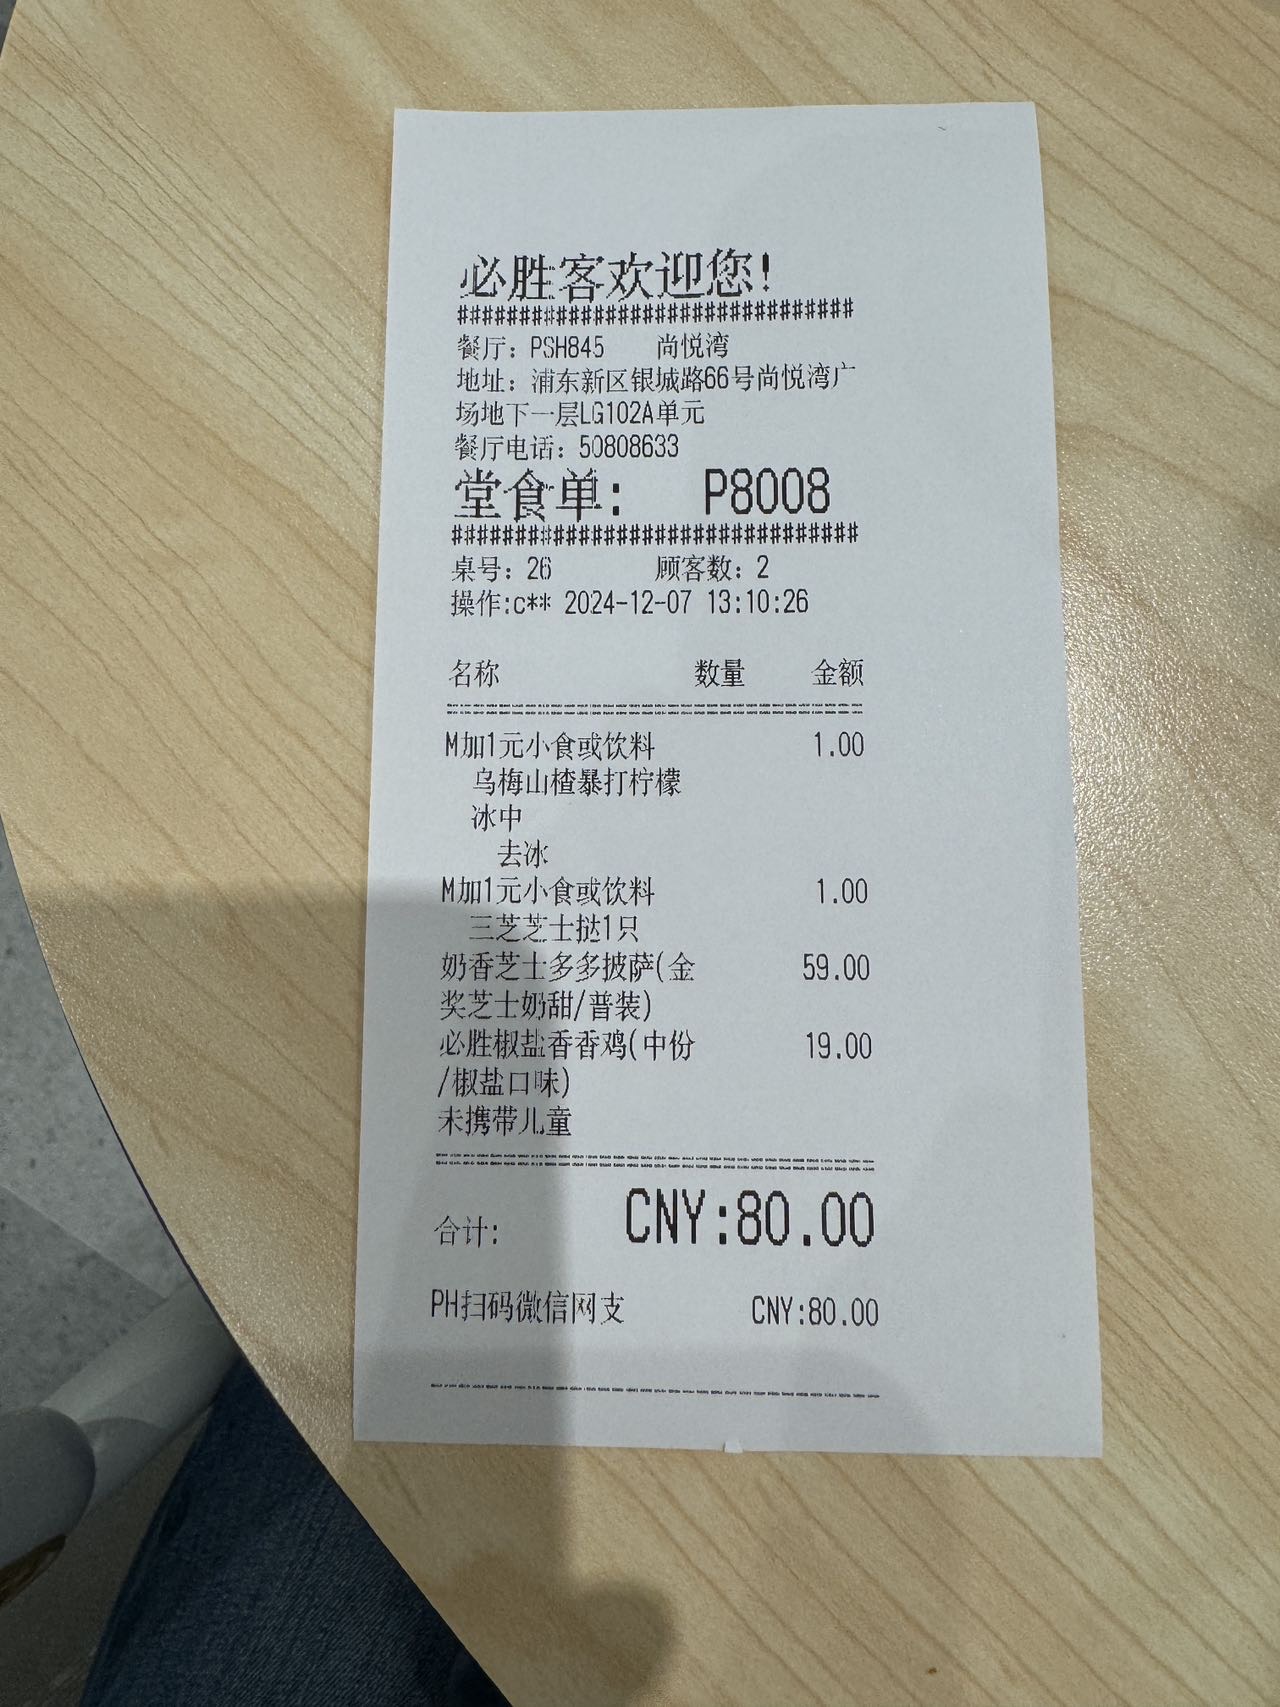 必胜客欢迎您!
################################
餐厅：PSH845 尚悦湾
地址：浦东新区银城路66号尚悦湾广
场地下一层LG102A单元
餐厅电话：50808633
堂食单: P8008
################################
桌号：26 顾客数：2
操作:c** 2024-12-07 13:10:26
名称 数量 金额
M加1元小食或饮料 1.00
乌梅山楂暴打柠檬
冰中
去冰
M加1元小食或饮料 1.00
三芝芝士挞1只
奶香芝士多多披萨(金 59.00
奖芝士奶甜/普装)
必胜椒盐香香鸡(中份 19.00
/椒盐口味)
未携带儿童
合计: CNY:80.00
PH扫码微信网支 CNY:80.00